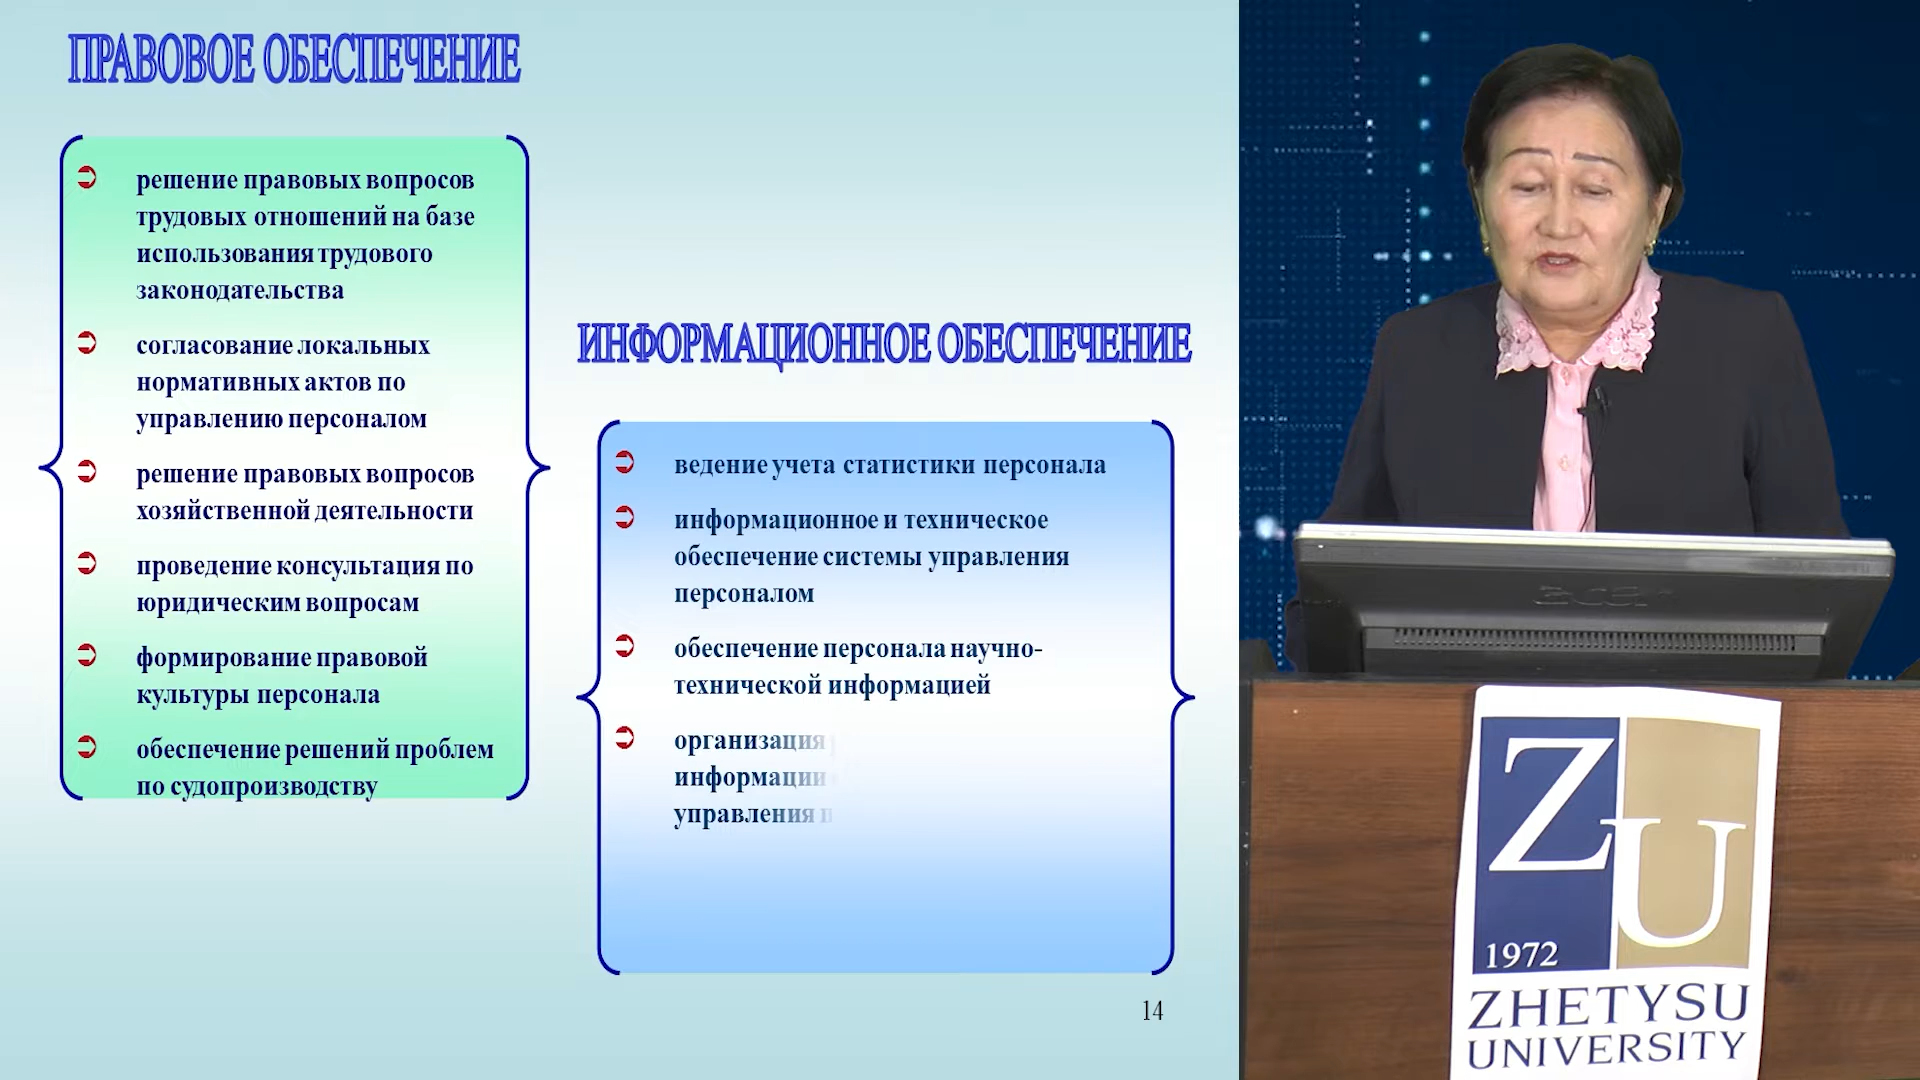 ПРАВОВОЕ ОБЕСПЕЧЕНИЕ
решение правовых вопросов
трудовых отношений на базе
использования трудового
законодательства
согласование локальных
нормативных актов по
управлению персоналом
решение правовых вопросов
хозяйственной деятельности
проведение консультация по
юридическим вопросам
формирование правовой
культуры персонала
обеспечение решений проблем
по судопроизводству
ИНФОРМАЦИОННОЕ ОБЕСПЕЧЕНИЕ
ведение учета статистики персонала
информационное и техническое
обеспечение системы управления
персоналом
обеспечение персонала научно-
технической информацией
организация
информации
управления
14
acer
ZU
1972
ZHETYSU
UNIVERSITY